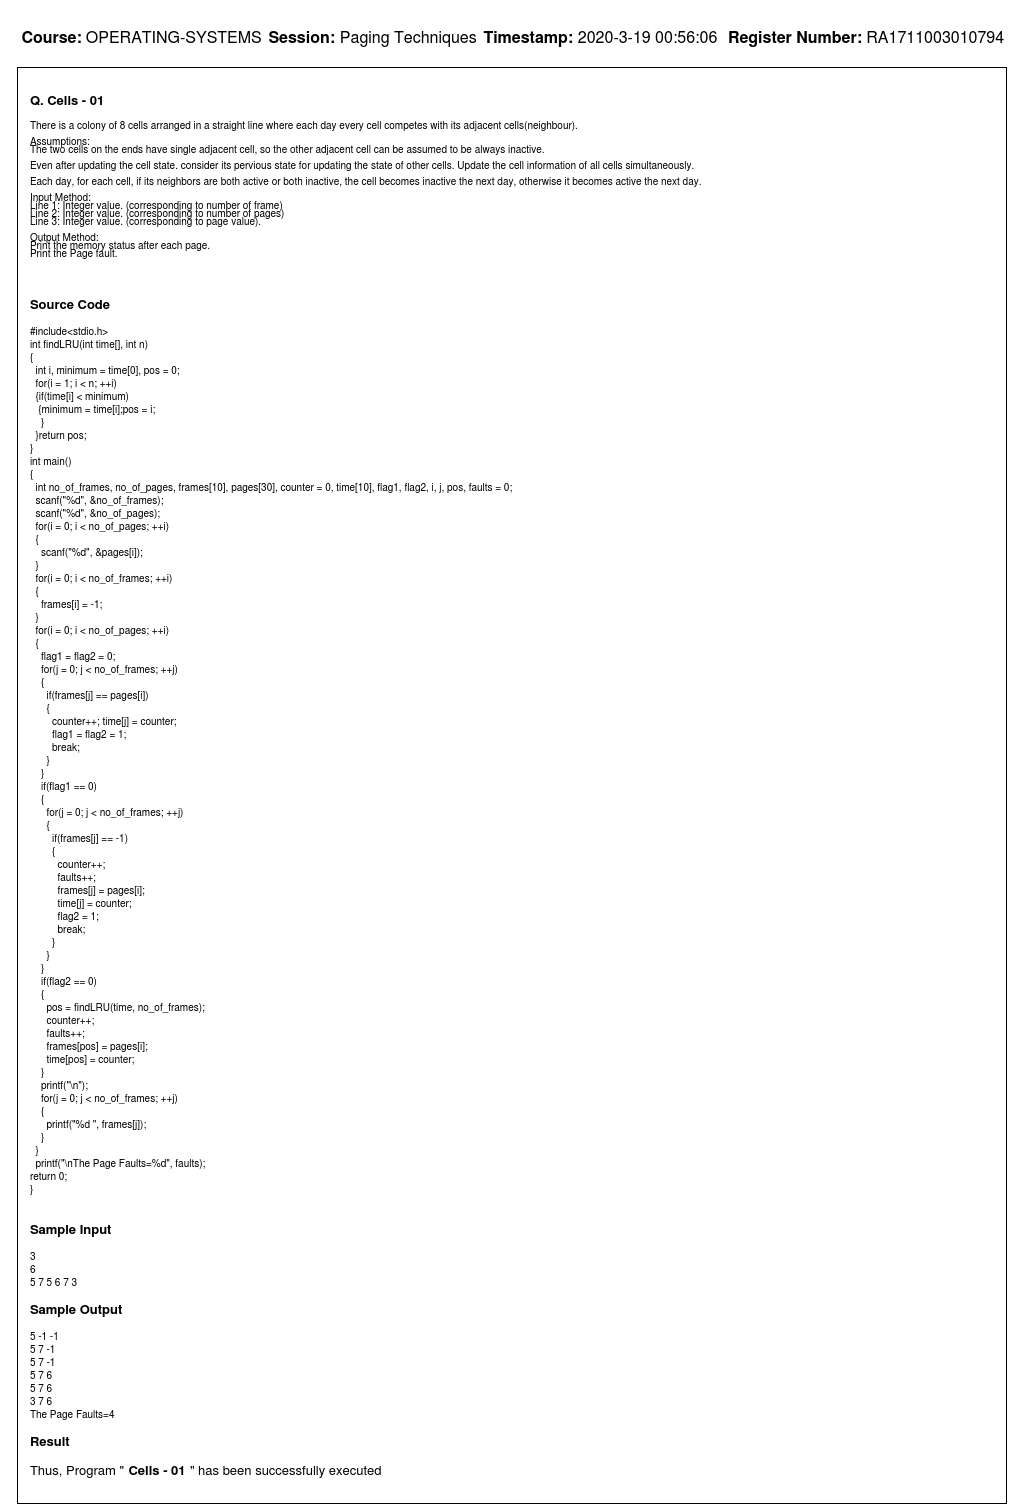 Course: OPERATING-SYSTEMS Session: Paging Techniques Timestamp: 2020-3-19 00:56:06 Register Number: RA1711003010794
Q. Cells - 01
There is a colony of 8 cells arranged in a straight line where each day every cell competes with its adjacent cells(neighbour).
Assumptions:
The two cells on the ends have single adjacent cell, so the other adjacent cell can be assumed to be always inactive.
Even after updating the cell state. consider its pervious state for updating the state of other cells. Update the cell information of all cells simultaneously.
Each day, for each cell, if its neighbors are both active or both inactive, the cell becomes inactive the next day, otherwise it becomes active the next day.
Input Method:
Line 1: Integer value. (corresponding to number of frame)
Line 2: Integer value. (corresponding to number of pages)
Line 3: Integer value. (corresponding to page value).
Output Method:
Print the memory status after each page.
Print the Page fault.
Source Code
#include<stdio.h>
int findLRU(int time[], int n)
{
int i, minimum = time[0], pos = 0;
for(i = 1; i < n; ++i)
{if(time[i] < minimum)
{minimum = time[i];pos = i;
}
}return pos;
}
int main()
{
int no_of_frames, no_of_pages, frames[10], pages[30], counter = 0, time[10], flag1, flag2, i, j, pos, faults = 0;
scanf("%d", &no_of_frames);
scanf("%d", &no_of_pages);
for(i = 0; i < no_of_pages; ++i)
{
scanf("%d", &pages[i]);
}
for(i = 0; i < no_of_frames; ++i)
{
frames[i] = -1;
}
for(i = 0; i < no_of_pages; ++i)
{
flag1 = flag2 = 0;
for(j = 0; j < no_of_frames; ++j)
{
if(frames[j] == pages[i])
{
counter++; time[j] = counter;
flag1 = flag2 = 1;
break;
}
}
if(flag1 == 0)
{
for(j = 0; j < no_of_frames; ++j)
{
if(frames[j] == -1)
{
counter++;
faults++;
frames[j] = pages[i];
time[j] = counter;
flag2 = 1;
break;
}
}
}
if(flag2 == 0)
{
pos = findLRU(time, no_of_frames);
counter++;
faults++;
frames[pos] = pages[i];
time[pos] = counter;
}
printf("\n");
for(j = 0; j < no_of_frames; ++j)
{
printf("%d ", frames[j]);
}
}
printf("\nThe Page Faults=%d", faults);
return 0;
}
Sample Input
3
6
5 7 5 6 7 3
Sample Output
5 -1 -1
5 7 -1
5 7 -1
5 7 6
5 7 6
3 7 6
The Page Faults=4
Result
Thus, Program " Cells - 01 " has been successfully executed